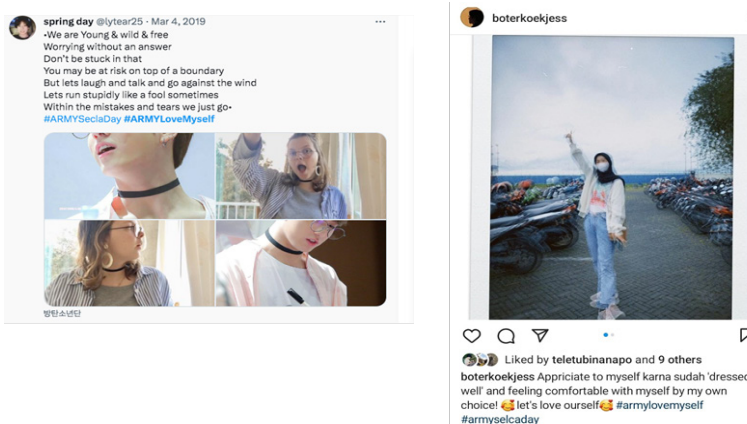 spring day @lytear25 · Mar 4, 2019
•We are Young & wild & free
Worrying without an answer
Don't be stuck in that
You may be at risk on top of a boundary
But lets laugh and talk and go against the wind
Lets run stupidly like a fool sometimes
Within the mistakes and tears we just go•
#ARMYSeclaDay #ARMYLoveMyself
방탄소년단
boterkoekjess
Liked by teletubinanapo and 9 others
boterkoekjess Appriciate to myself karna sudah 'dressed
well' and feeling comfortable with myself by my own
choice! 🥰let's love ourself🥰 #armylovemyself
#armyselcaday